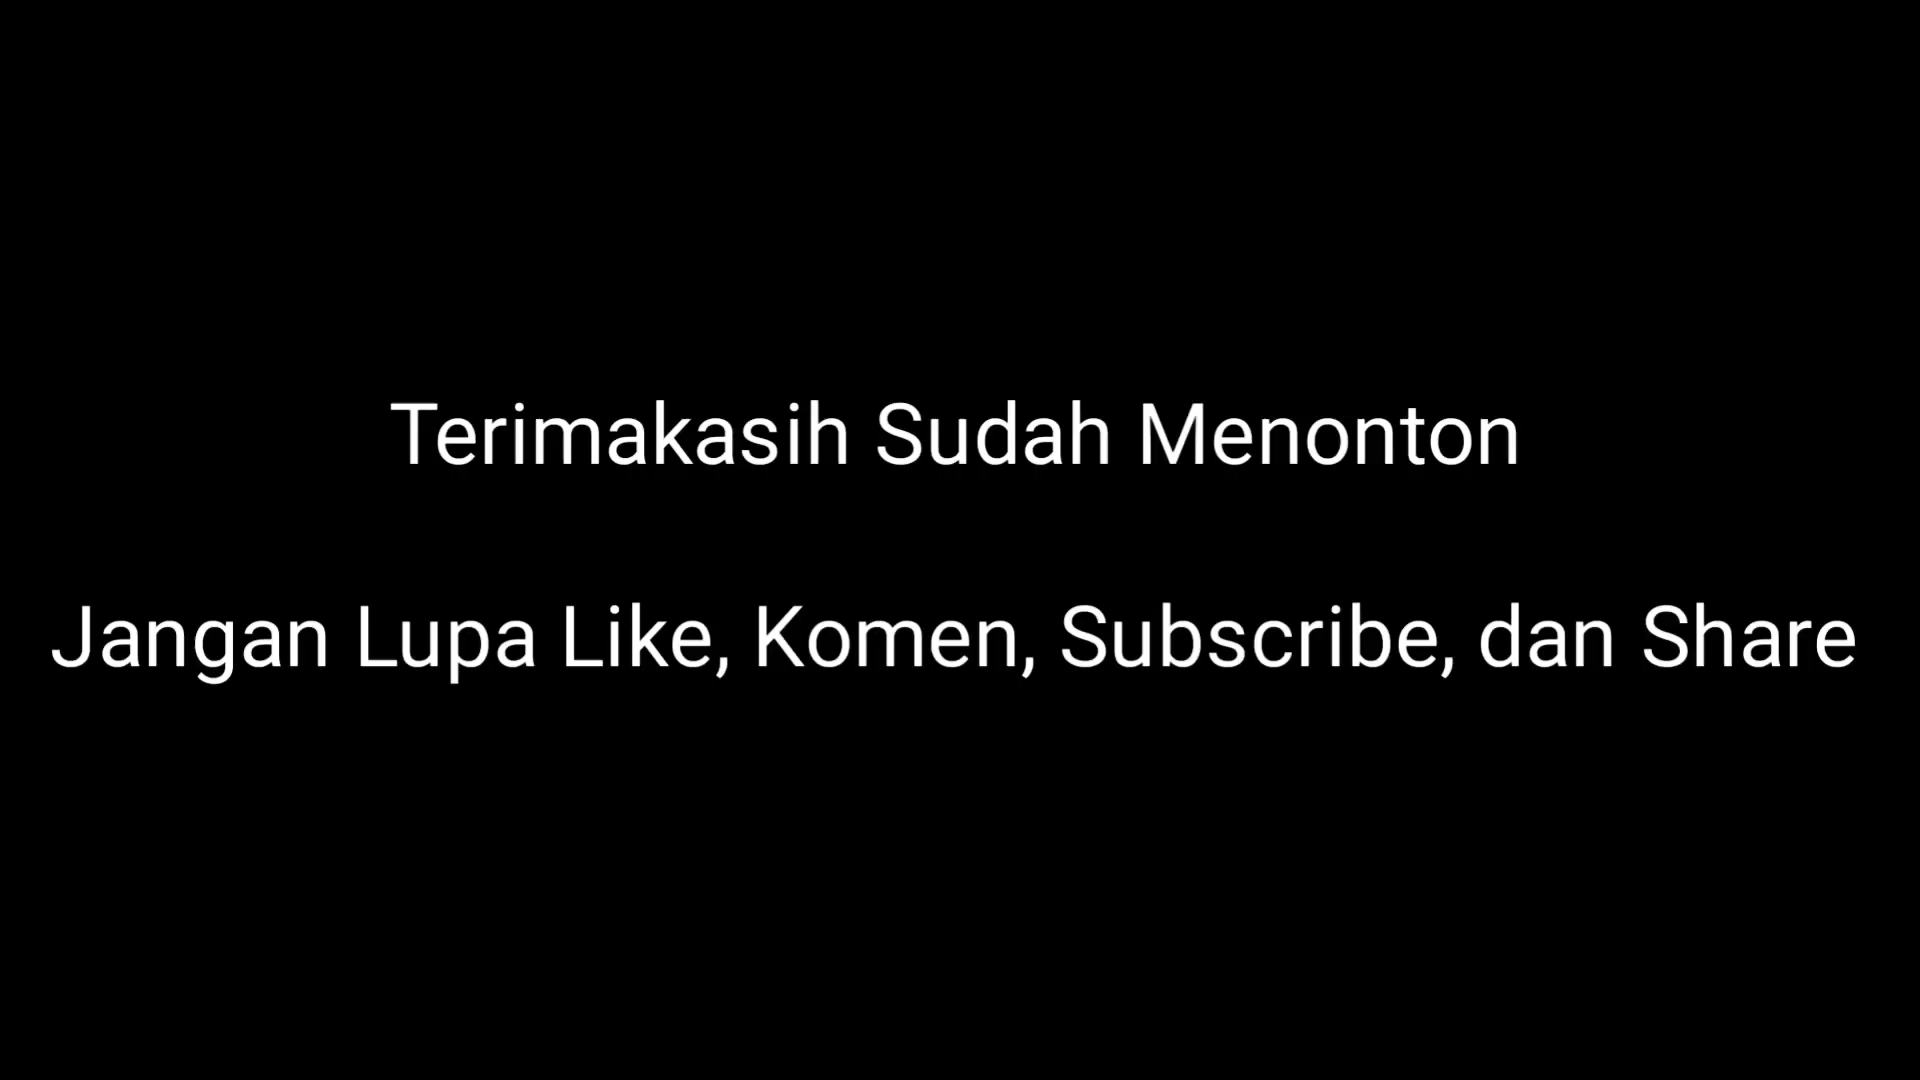 Terimakasih Sudah Menonton
Jangan Lupa Like, Komen, Subscribe, dan Share